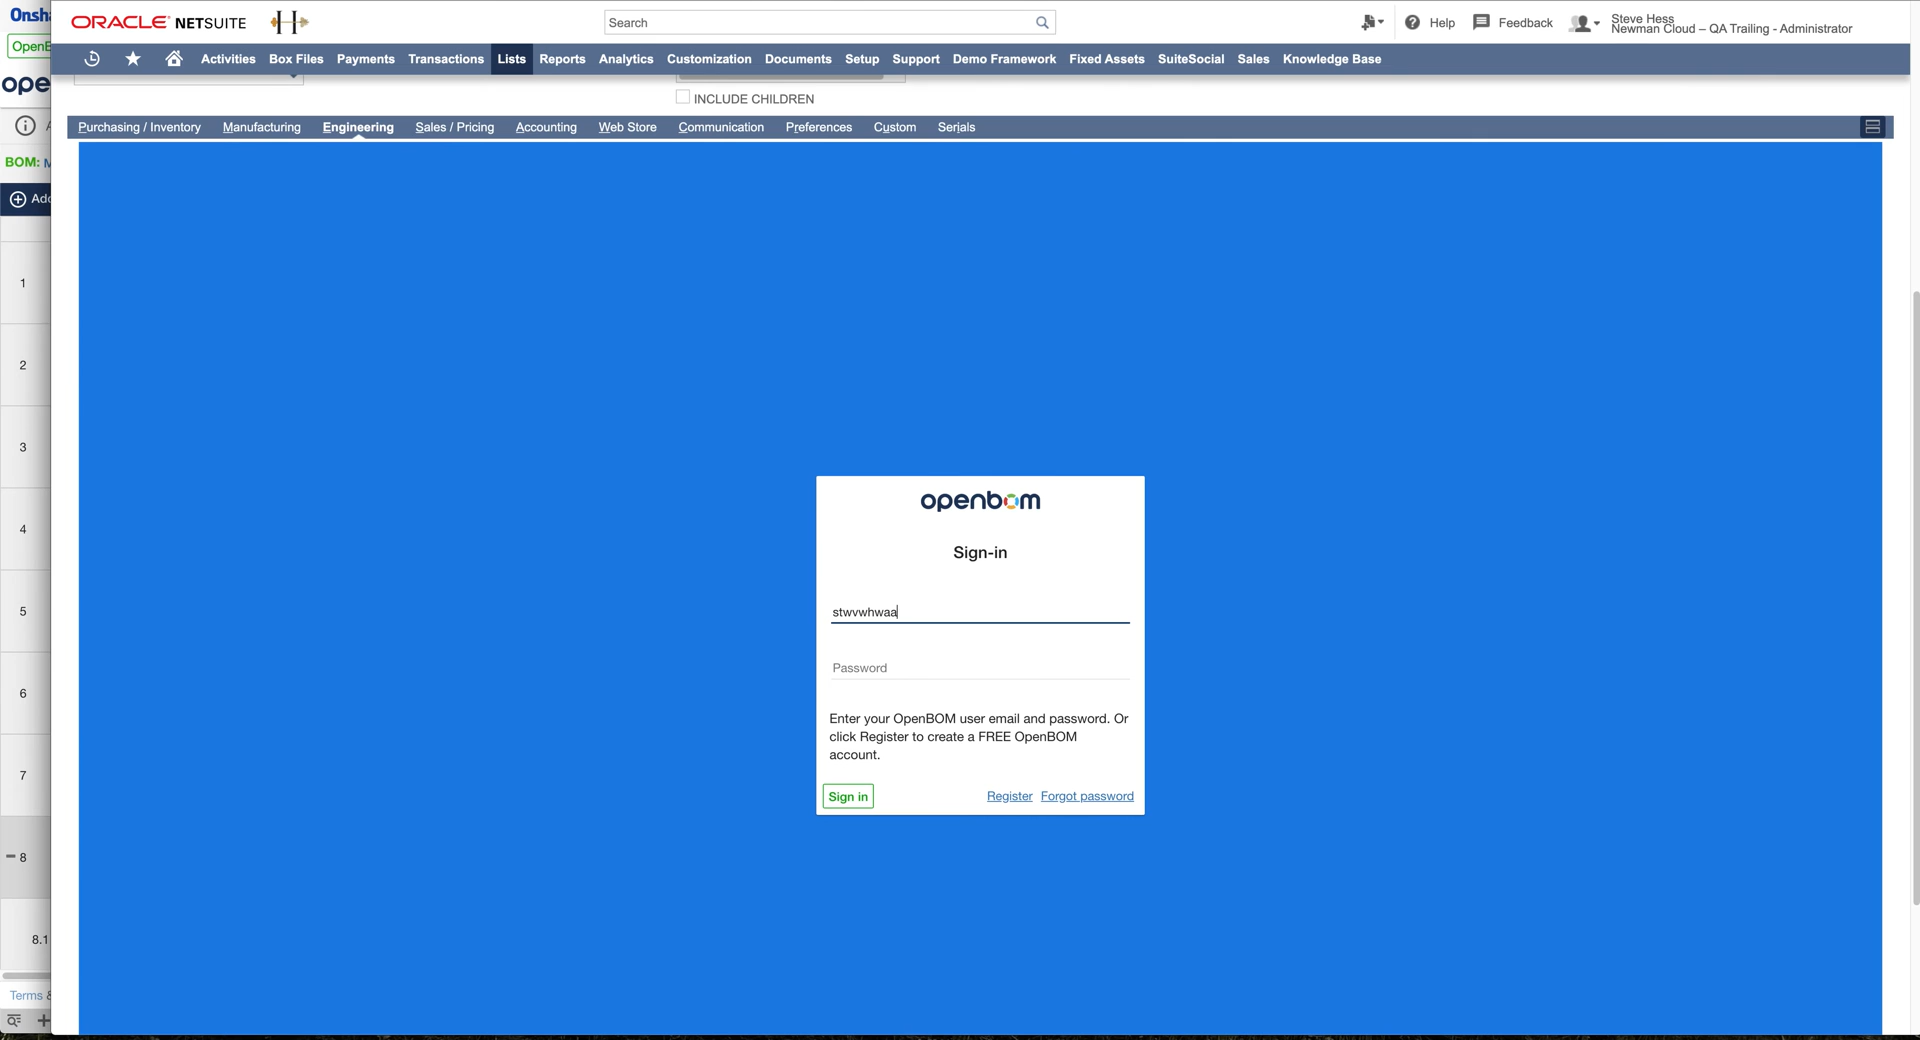 Onsh
ORACLE NETSUITE
H
Search
Help
Feedback
Steve Hess
Newman Cloud – QA Trailing - Administrator
OpenB
Activities Box Files Payments Transactions Lists Reports Analytics Customization Documents Setup Support Demo Framework Fixed Assets SuiteSocial Sales Knowledge Base
ope
INCLUDE CHILDREN
Purchasing / Inventory Manufacturing Engineering Sales / Pricing Accounting Web Store Communication Preferences Custom Serials
BOM: M
Add
1
2
3
4
5
6
7
8
8.1
Terms &
openbom
Sign-in
stwvwhwaa
Password
Enter your OpenBOM user email and password. Or
click Register to create a FREE OpenBOM
account.
Sign in Register Forgot password